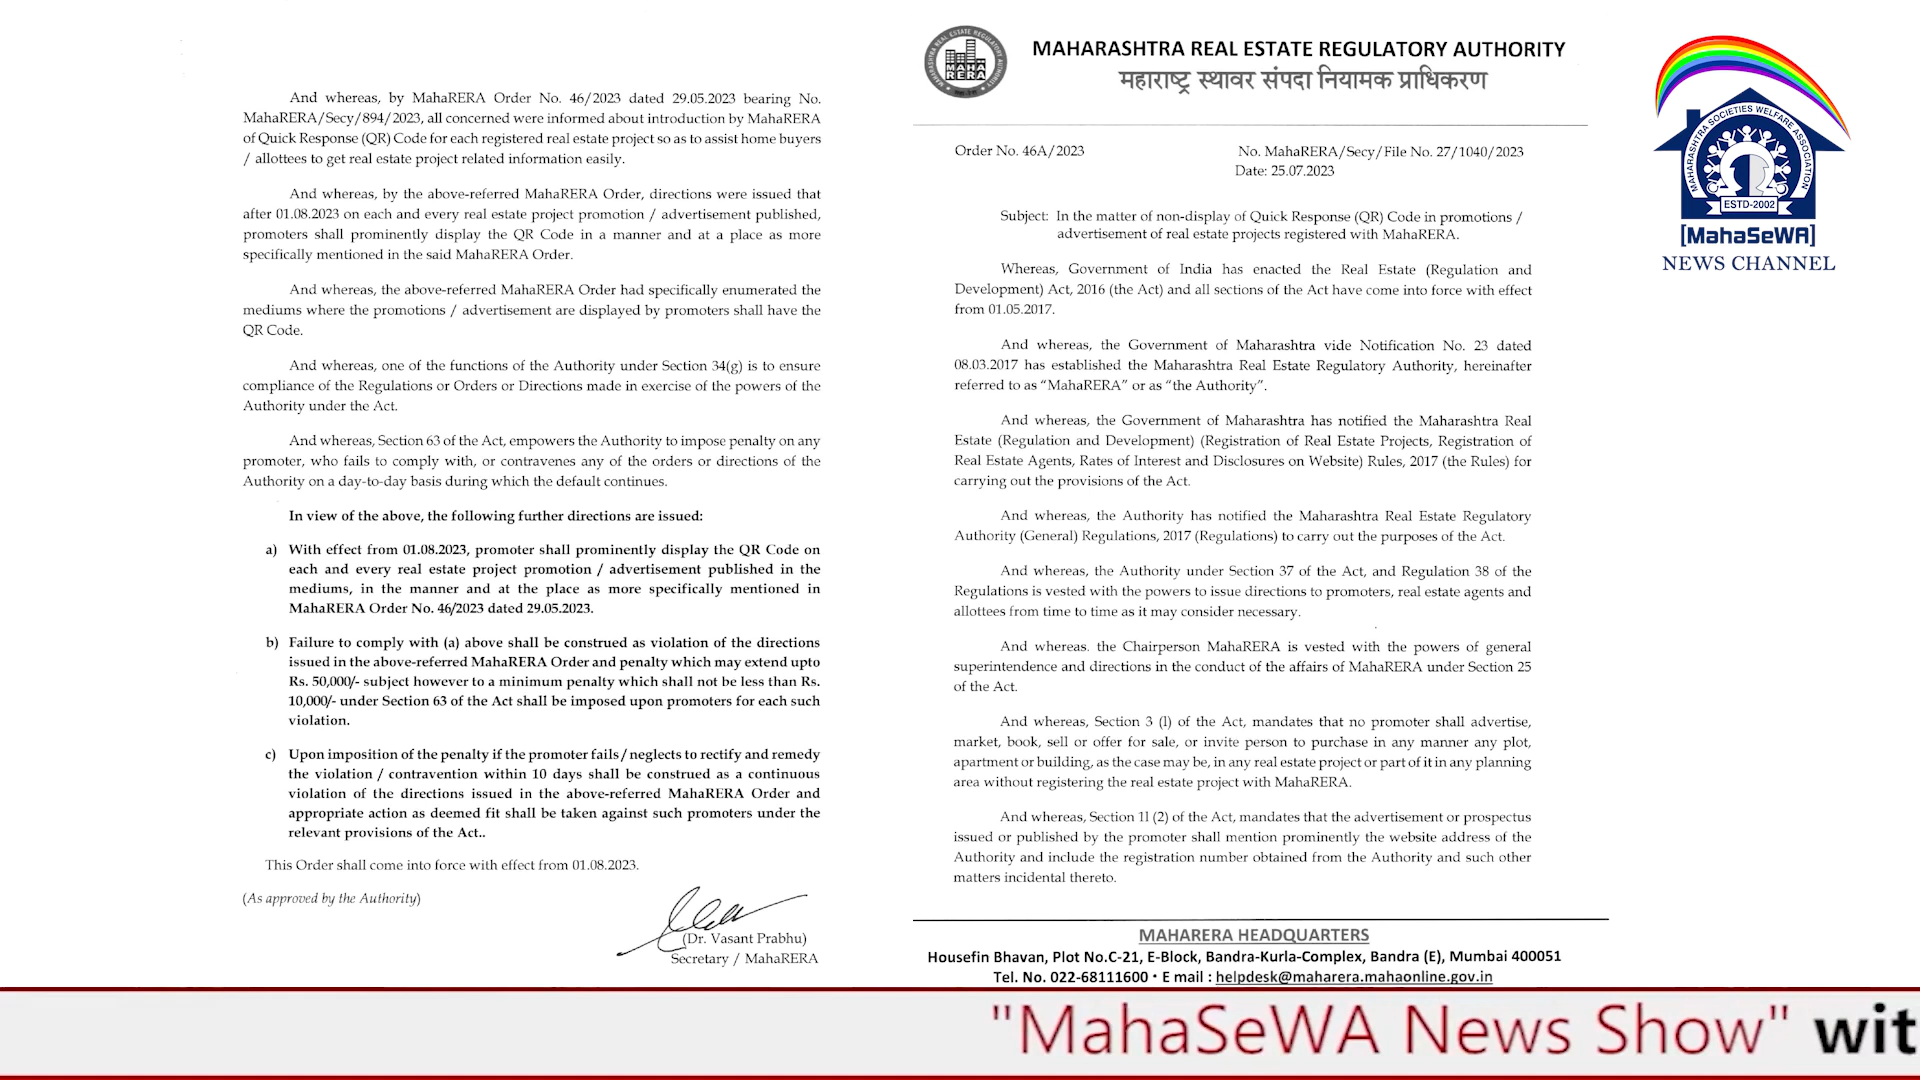 And whereas, by MahaRERA Order No. 46/2023 dated 29.05.2023 bearing No.
MahaRERA/Secy/894/2023, all concerned were informed about introduction by MahaRERA
of Quick Response (QR) Code for each registered real estate project so as to assist home buyers
/ allottees to get real estate project related information easily.
And whereas, by the above-referred MahaRERA Order, directions were issued that
after 01.08.2023 on each and every real estate project promotion / advertisement published,
promoters shall prominently display the QR Code in a manner and at a place as more
specifically mentioned in the said MahaRERA Order.
And whereas, the above-referred MahaRERA Order had specifically enumerated the
mediums where the promotions / advertisement are displayed by promoters shall have the
QR Code.
And whereas, one of the functions of the Authority under Section 34(g) is to ensure
compliance of the Regulations or Orders or Directions made in exercise of the powers of the
Authority under the Act.
And whereas, Section 63 of the Act, empowers the Authority to impose penalty on any
promoter, who fails to comply with, or contravenes any of the orders or directions of the
Authority on a day-to-day basis during which the default continues.
In view of the above, the following further directions are issued:
a) With effect from 01.08.2023, promoter shall prominently display the QR Code on
each and every real estate project promotion / advertisement published in the
mediums, in the manner and at the place as more specifically mentioned in
MahaRERA Order No. 46/2023 dated 29.05.2023.
b) Failure to comply with (a) above shall be construed as violation of the directions
issued in the above-referred MahaRERA Order and penalty which may extend upto
Rs. 50,000/- subject however to a minimum penalty which shall not be less than Rs.
10,000/- under Section 63 of the Act shall be imposed upon promoters for each such
violation.
c) Upon imposition of the penalty if the promoter fails/neglects to rectify and remedy
the violation / contravention within 10 days shall be construed as a continuous
violation of the directions issued in the above-referred MahaRERA Order and
appropriate action as deemed fit shall be taken against such promoters under the
relevant provisions of the Act..
This Order shall come into force with effect from 01.08.2023.
(As approved by the Authority)
(Dr. Vasant Prabhu)
Secretary / MahaRERA
MAHA
RERA
MAHARASHTRA REAL ESTATE REGULATORY AUTHORITY
महाराष्ट्र स्थावर संपदा नियामक प्राधिकरण
Order No. 46A/2023 No. MahaRERA/Secy/File No. 27/1040/2023
Date: 25.07.2023
Subject: In the matter of non-display of Quick Response (QR) Code in promotions /
advertisement of real estate projects registered with MahaRERA.
Whereas, Government of India has enacted the Real Estate (Regulation and
Development) Act, 2016 (the Act) and all sections of the Act have come into force with effect
from 01.05.2017.
And whereas, the Government of Maharashtra vide Notification No. 23 dated
08.03.2017 has established the Maharashtra Real Estate Regulatory Authority, hereinafter
referred to as “MahaRERA” or as “the Authority”.
And whereas, the Government of Maharashtra has notified the Maharashtra Real
Estate (Regulation and Development) (Registration of Real Estate Projects, Registration of
Real Estate Agents, Rates of Interest and Disclosures on Website) Rules, 2017 (the Rules) for
carrying out the provisions of the Act.
And whereas, the Authority has notified the Maharashtra Real Estate Regulatory
Authority (General) Regulations, 2017 (Regulations) to carry out the purposes of the Act.
And whereas, the Authority under Section 37 of the Act, and Regulation 38 of the
Regulations is vested with the powers to issue directions to promoters, real estate agents and
allottees from time to time as it may consider necessary.
And whereas. the Chairperson MahaRERA is vested with the powers of general
superintendence and directions in the conduct of the affairs of MahaRERA under Section 25
of the Act.
And whereas, Section 3 (l) of the Act, mandates that no promoter shall advertise,
market, book, sell or offer for sale, or invite person to purchase in any manner any plot,
apartment or building, as the case may be, in any real estate project or part of it in any planning
area without registering the real estate project with MahaRERA.
And whereas, Section 11 (2) of the Act, mandates that the advertisement or prospectus
issued or published by the promoter shall mention prominently the website address of the
Authority and include the registration number obtained from the Authority and such other
matters incidental thereto.
MAHARERA HEADQUARTERS
Housefin Bhavan, Plot No.C-21, E-Block, Bandra-Kurla-Complex, Bandra (E), Mumbai 400051
Tel. No. 022-68111600 • E mail : helpdesk@maharera.mahaonline.gov.in
MAHARASHTRA SOCIETIES WELFARE ASSOCIATION
ESTD-2002
[MahaSeWA]
NEWS CHANNEL
"MahaSeWA News Show" wit